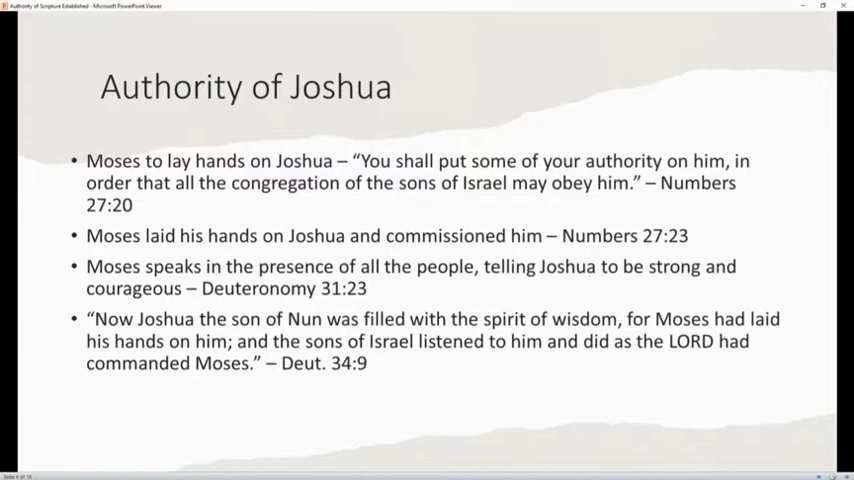 Authority of Scripture Established - Microsoft PowerPoint Viewer
Authority of Joshua
• Moses to lay hands on Joshua – “You shall put some of your authority on him, in
order that all the congregation of the sons of Israel may obey him.” – Numbers
27:20
• Moses laid his hands on Joshua and commissioned him – Numbers 27:23
• Moses speaks in the presence of all the people, telling Joshua to be strong and
courageous – Deuteronomy 31:23
• “Now Joshua the son of Nun was filled with the spirit of wisdom, for Moses had laid
his hands on him; and the sons of Israel listened to him and did as the LORD had
commanded Moses.” – Deut. 34:9